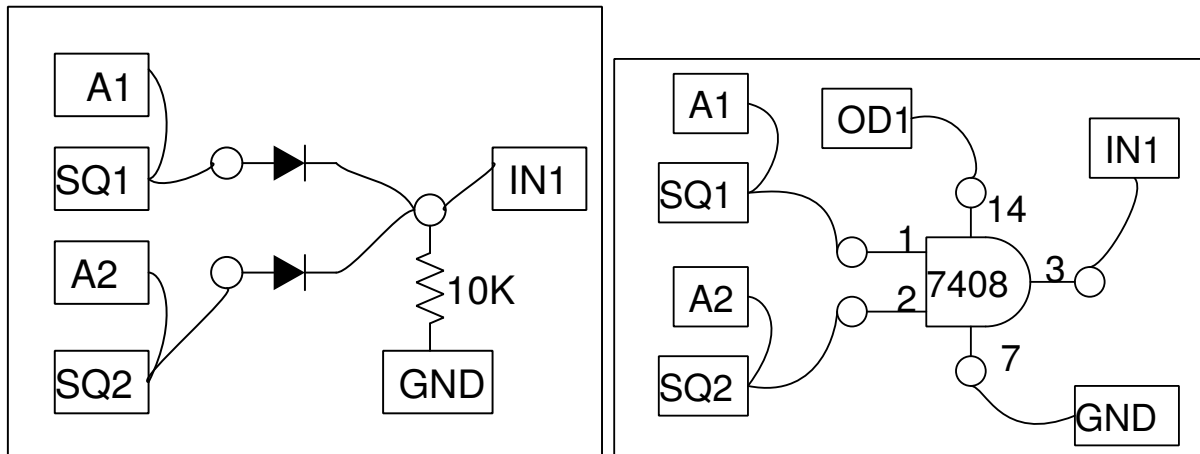 A1
SQ1
A2
SQ2
IN1
10K
GND
A1
SQ1
A2
SQ2
OD1
14
1
2
7408
3
7
IN1
GND